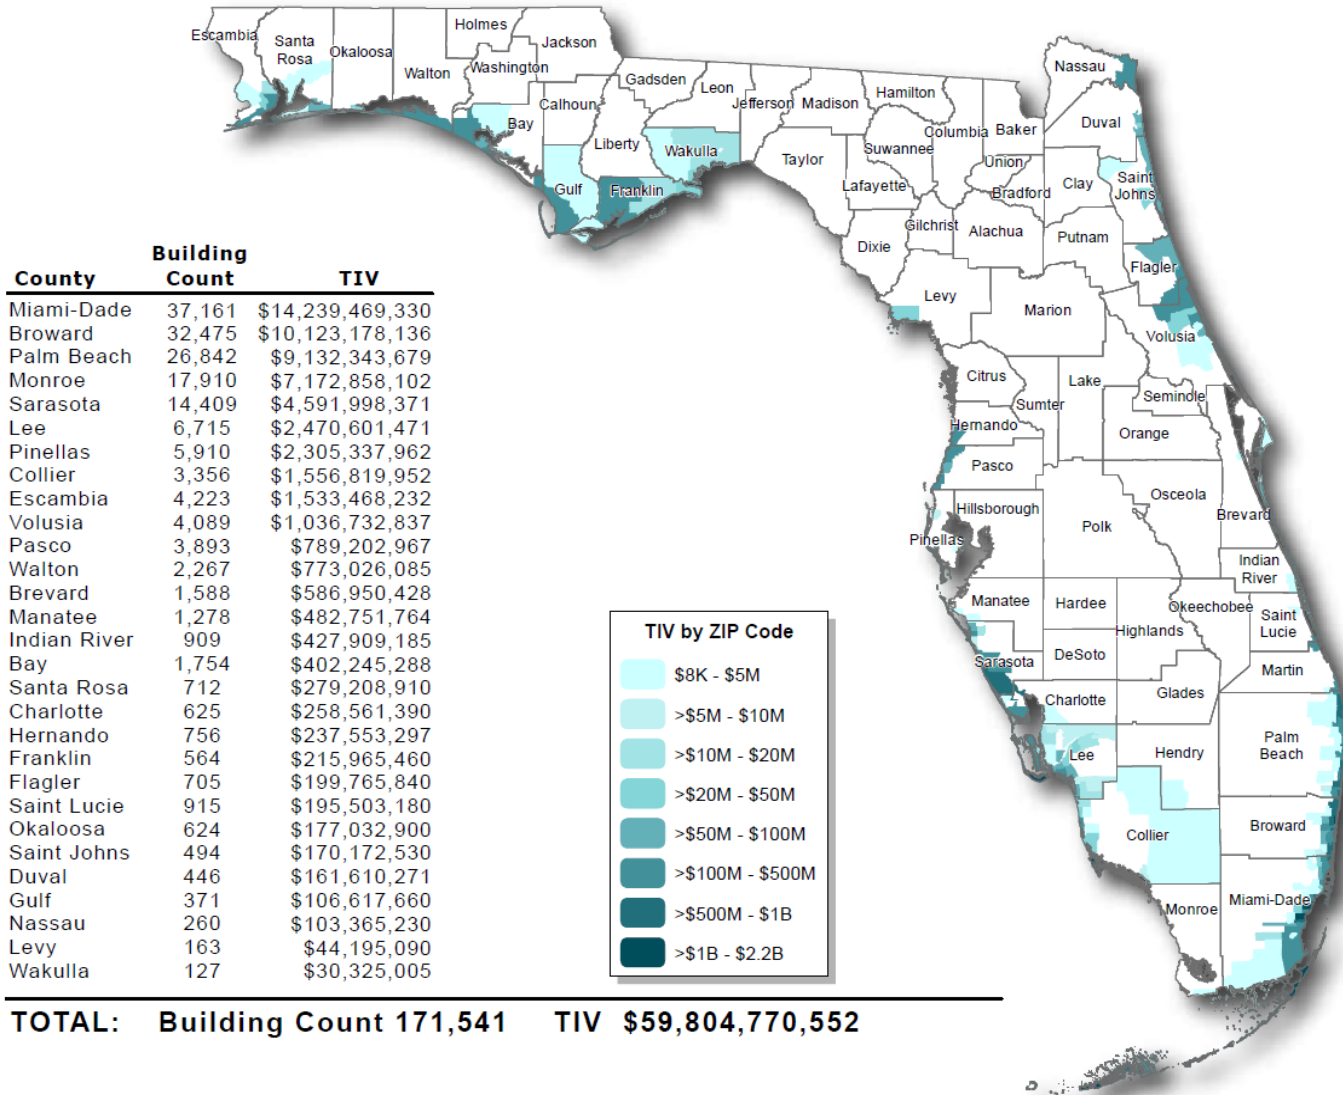 Escambia
Santa
Rosa
Okaloosa
Walton
Holmes
Washington
Jackson
Bay
Calhoun
Gulf
Liberty
Gadsden
Franklin
Leon
Wakulla
Jefferson
Madison
Taylor
Hamilton
Suwannee
Lafayette
Dixie
Columbia
Gilchrist
Baker
Union
Bradford
Alachua
Levy
Nassau
Duval
Clay
Saint
Johns
Putnam
Flagler
Marion
Volusia
Citrus
Sumter
Lake
Seminole
Hernando
Orange
Pasco
Hillsborough
Pinellas
Polk
Osceola
Brevard
Indian
River
Manatee
Hardee
Highlands
Okeechobee
Saint
Lucie
Sarasota
DeSoto
Martin
Charlotte
Glades
Lee
Hendry
Palm
Beach
Collier
Broward
Monroe
Miami-Dade
County Building Count TIV
Miami-Dade 37,161 $14,239,469,330
Broward 32,475 $10,123,178,136
Palm Beach 26,842 $9,132,343,679
Monroe 17,910 $7,172,858,102
Sarasota 14,409 $4,591,998,371
Lee 6,715 $2,470,601,471
Pinellas 5,910 $2,305,337,962
Collier 3,356 $1,556,819,952
Escambia 4,223 $1,533,468,232
Volusia 4,089 $1,036,732,837
Pasco 3,893 $789,202,967
Walton 2,267 $773,026,085
Brevard 1,588 $586,950,428
Manatee 1,278 $482,751,764
Indian River 909 $427,909,185
Bay 1,754 $402,245,288
Santa Rosa 712 $279,208,910
Charlotte 625 $258,561,390
Hernando 756 $237,553,297
Franklin 564 $215,965,460
Flagler 705 $199,765,840
Saint Lucie 915 $195,503,180
Okaloosa 624 $177,032,900
Saint Johns 494 $170,172,530
Duval 446 $161,610,271
Gulf 371 $106,617,660
Nassau 260 $103,365,230
Levy 163 $44,195,090
Wakulla 127 $30,325,005
TIV by ZIP Code
$8K - $5M
>$5M - $10M
>$10M - $20M
>$20M - $50M
>$50M - $100M
>$100M - $500M
>$500M - $1B
>$1B - $2.2B
TOTAL: Building Count 171,541 TIV $59,804,770,552